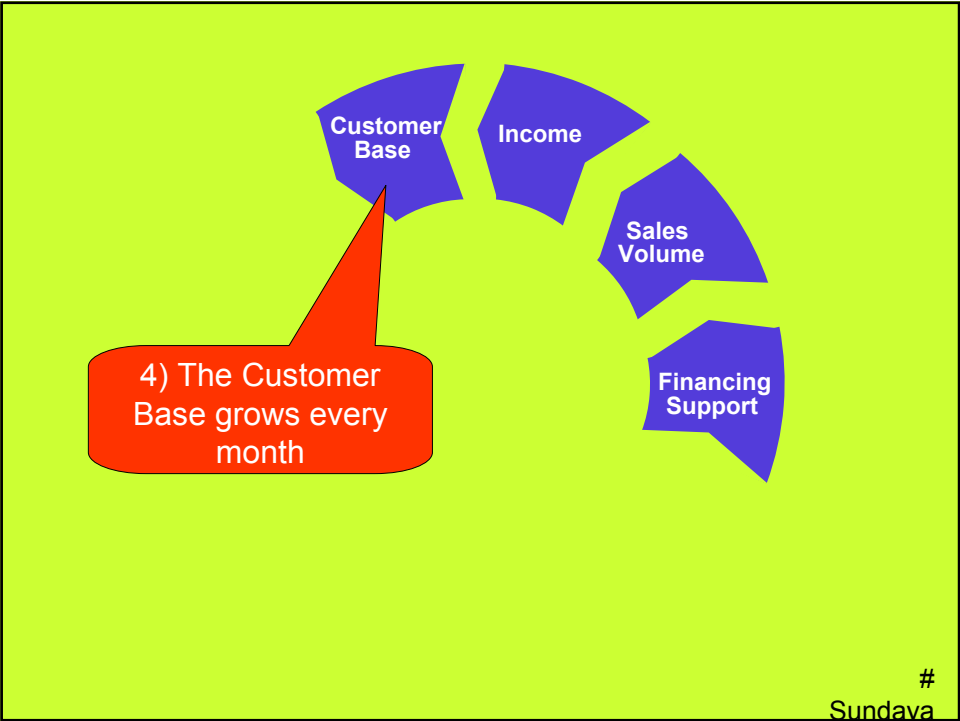 Customer
Base
Income
Sales
Volume
Financing
Support
4) The Customer
Base grows every
month
#
Sundaya